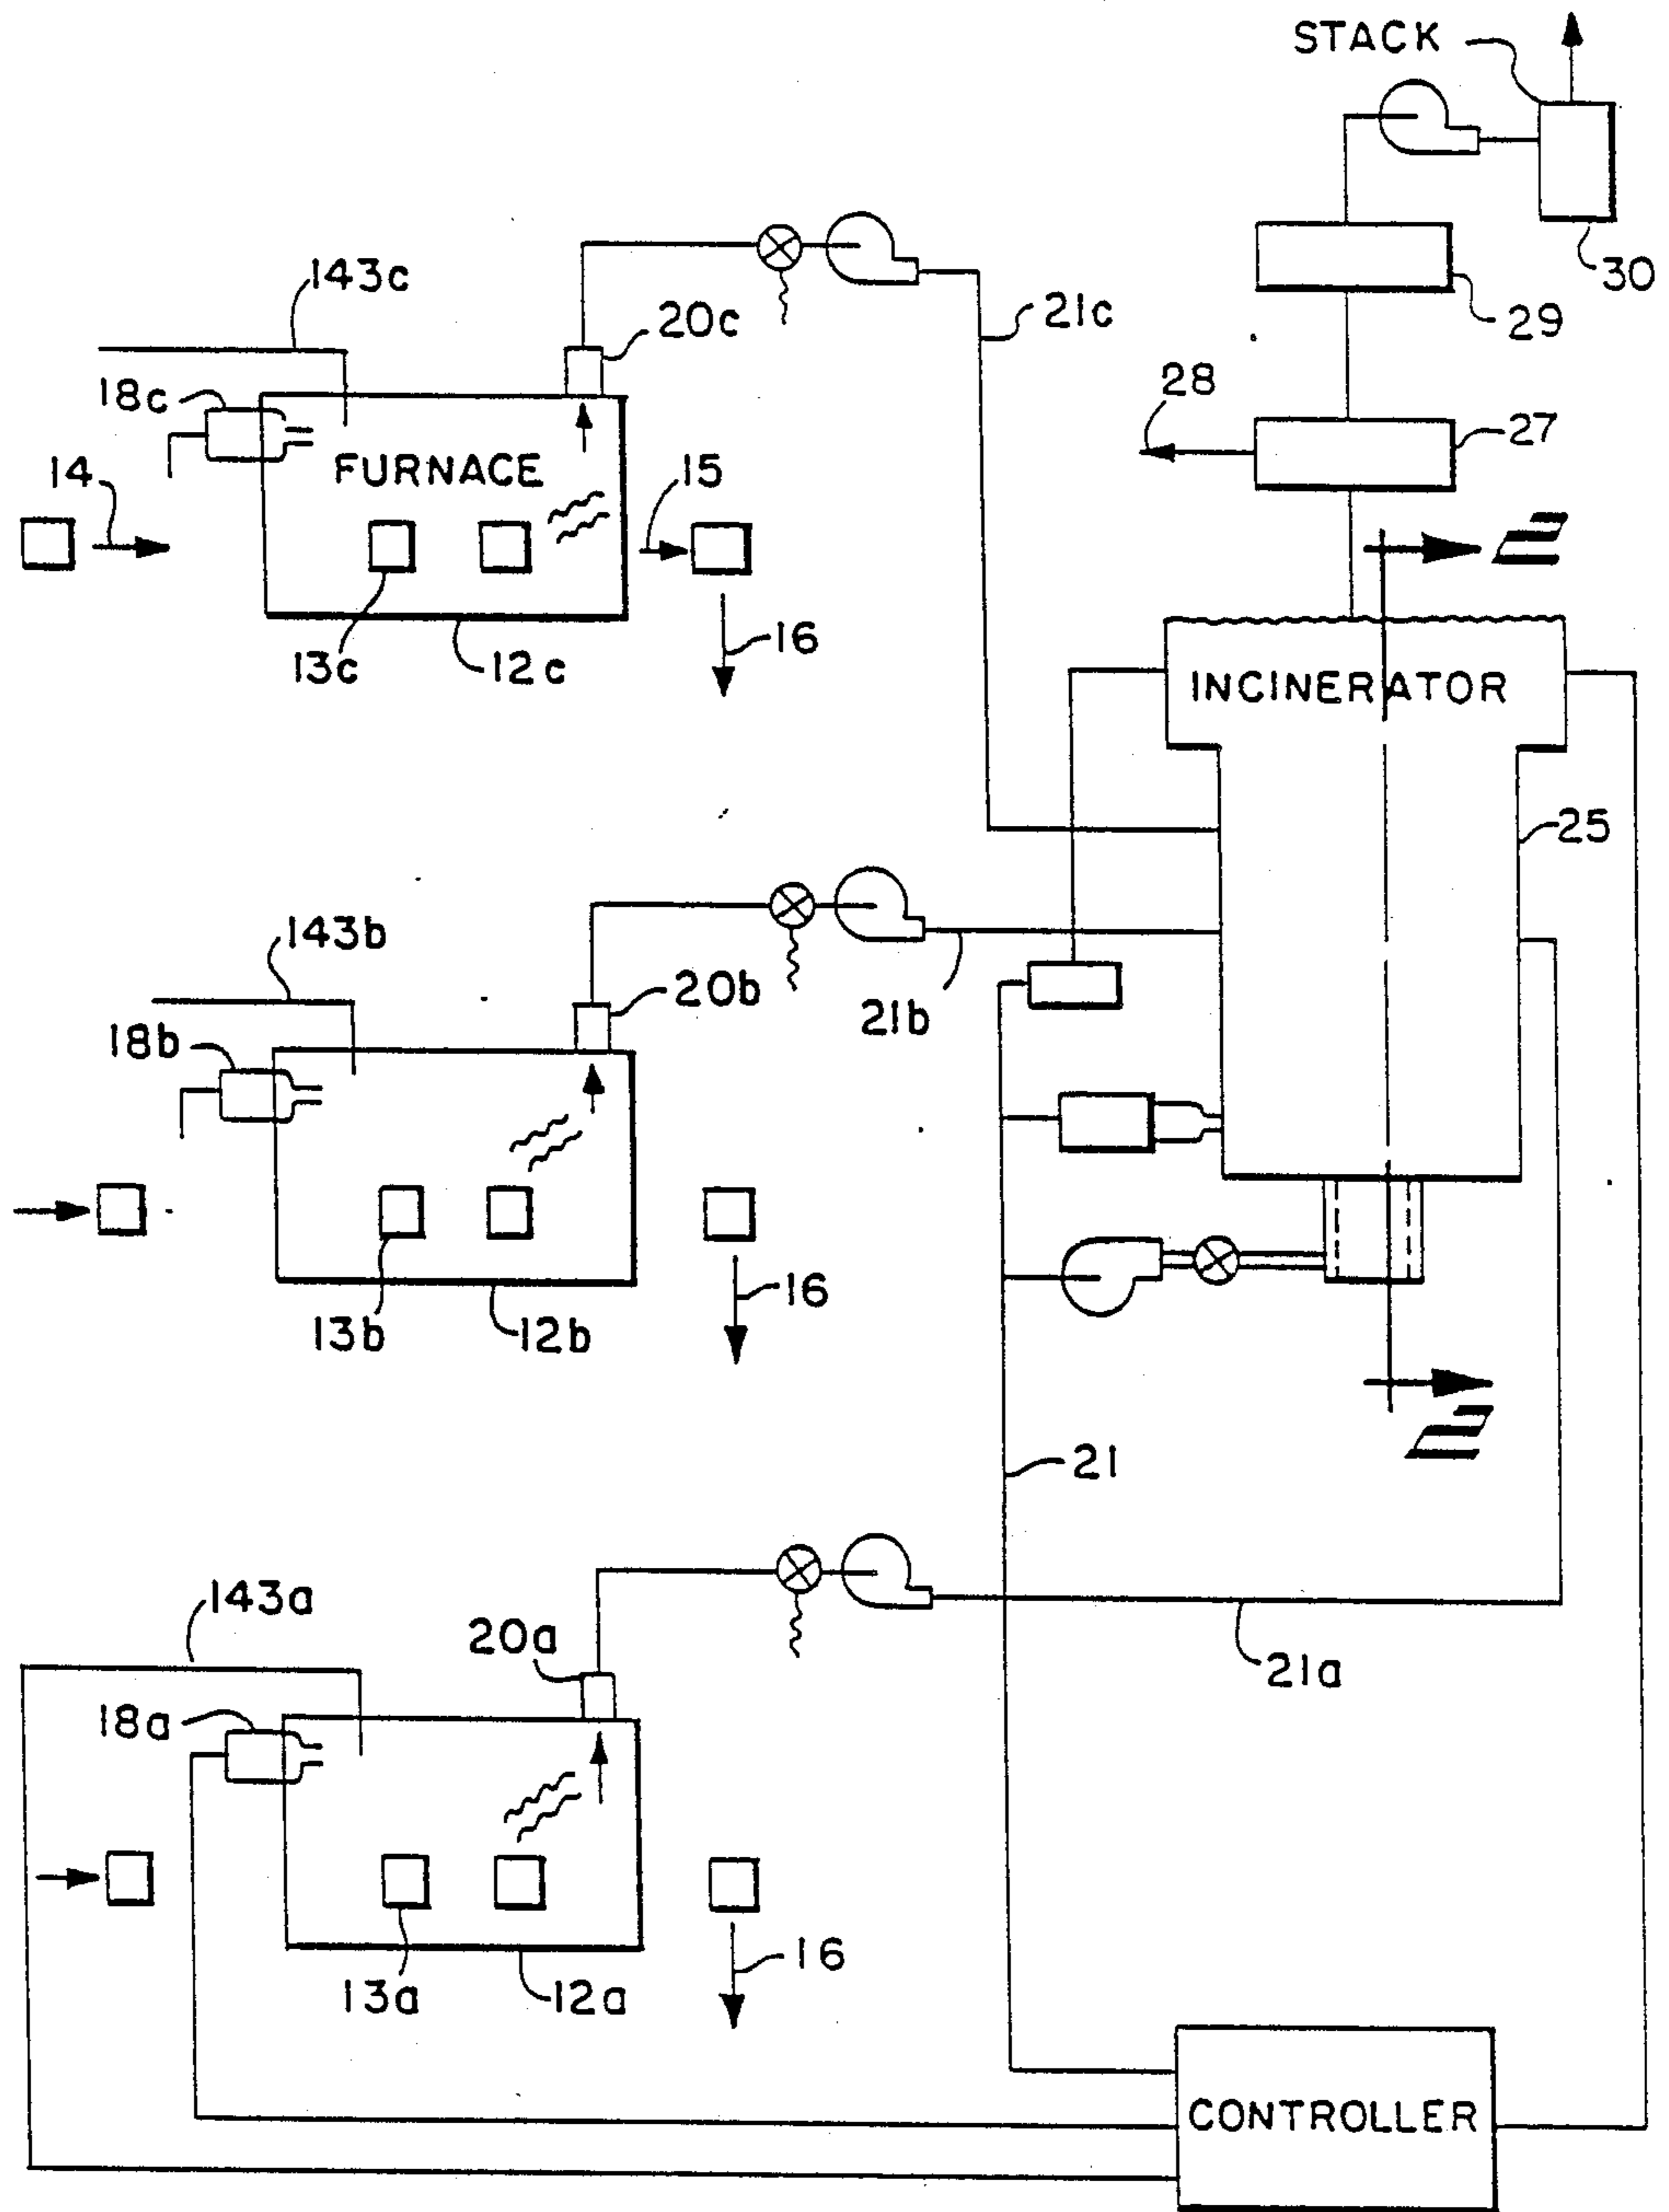 STACK
30
143c
20c
21c
29
18c
28
27
FURNACE
14
15
16
13c
12c
INCINERATOR
25
143b
20b
21b
18b
16
13b
12b
21
143a
20a
21a
18a
16
13a
12a
CONTROLLER